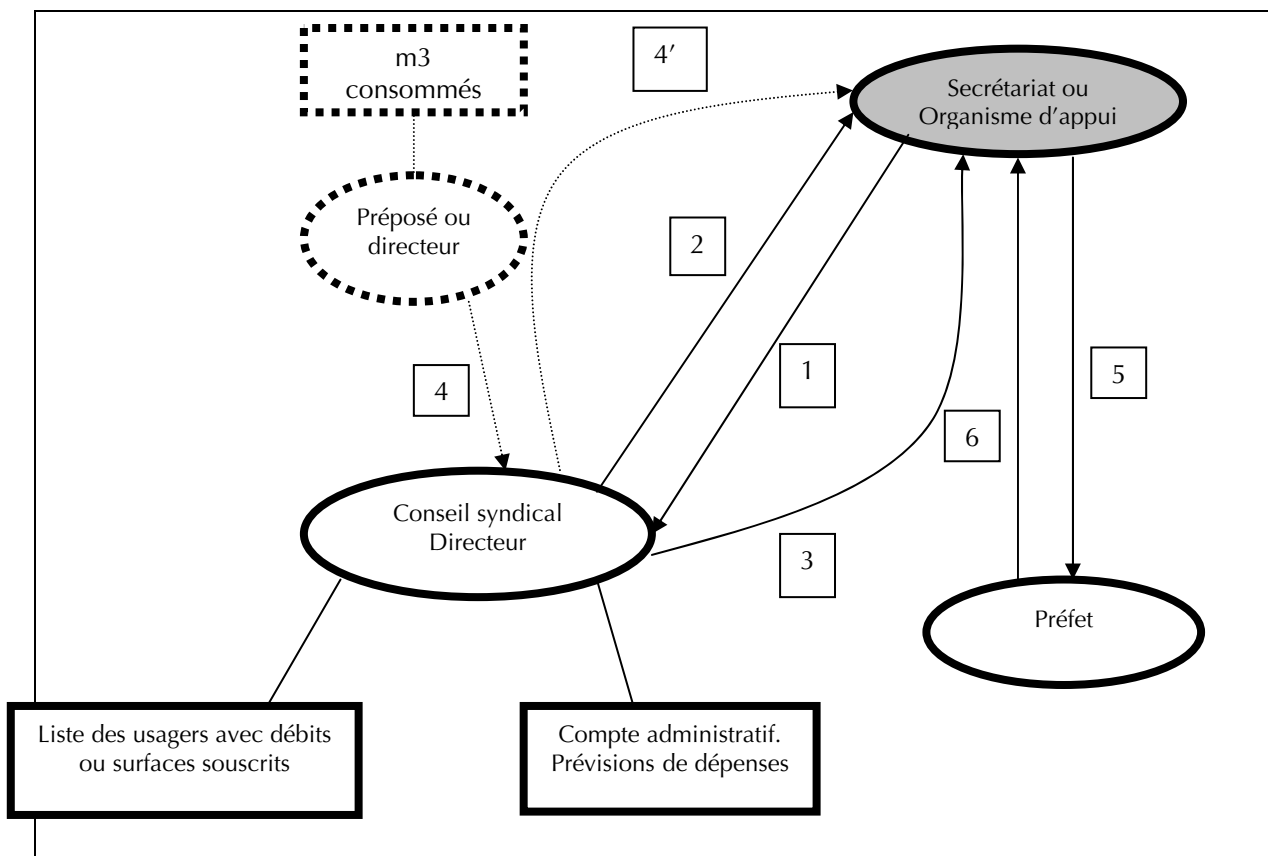 m3
consommés
4’
Secrétariat ou
Organisme d’appui
Préposé ou
directeur
2
1
5
4
6
Conseil syndical
Directeur
3
Préfet
Liste des usagers avec débits
ou surfaces souscrits
Compte administratif.
Prévisions de dépenses